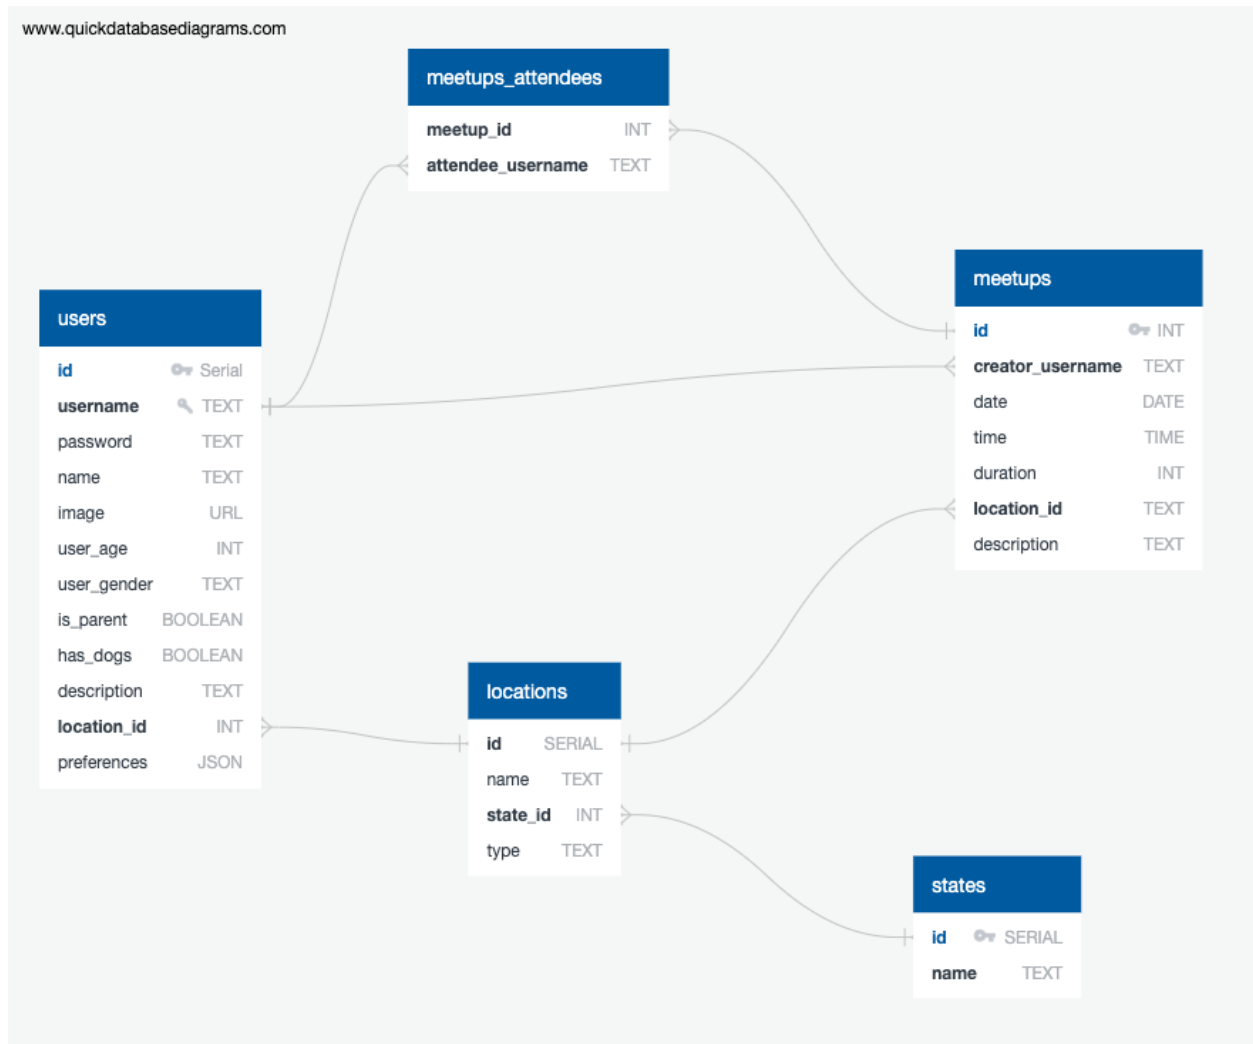 www.quickdatabasediagrams.com
meetups_attendees
meetup_id INT
attendee_username TEXT
users
id Serial
username TEXT
password TEXT
name TEXT
image URL
user_age INT
user_gender TEXT
is_parent BOOLEAN
has_dogs BOOLEAN
description TEXT
location_id INT
preferences JSON
meetups
id INT
creator_username TEXT
date DATE
time TIME
duration INT
location_id TEXT
description TEXT
locations
id SERIAL
name TEXT
state_id INT
type TEXT
states
id SERIAL
name TEXT